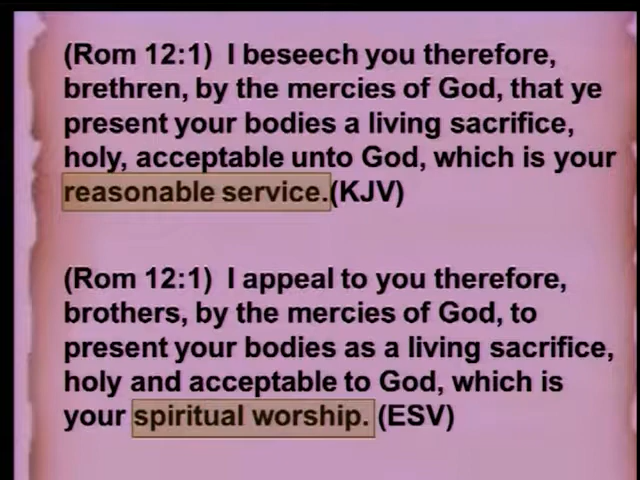 (Rom 12:1) I beseech you therefore,
brethren, by the mercies of God, that ye
present your bodies a living sacrifice,
holy, acceptable unto God, which is your
reasonable service.(KJV)
(Rom 12:1) I appeal to you therefore,
brothers, by the mercies of God, to
present your bodies as a living sacrifice,
holy and acceptable to God, which is
your spiritual worship. (ESV)